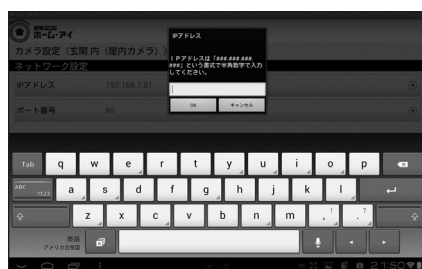 ホーム・アイ
カメラ設定（玄関 内（屋内カメラ））
ネットワーク設定
IPアドレス
192.168.7.81
ポート番号
80
IPアドレス
ＩＰアドレスは「###.###.###.
###」という書式で半角数字で入力
してください。
OK
キャンセル
Tab q w e r t y u i o p
ABC
?123
a s d f g h j k l
z x c v b n m , ! . ?
英語
アメリカ合衆国
21:50